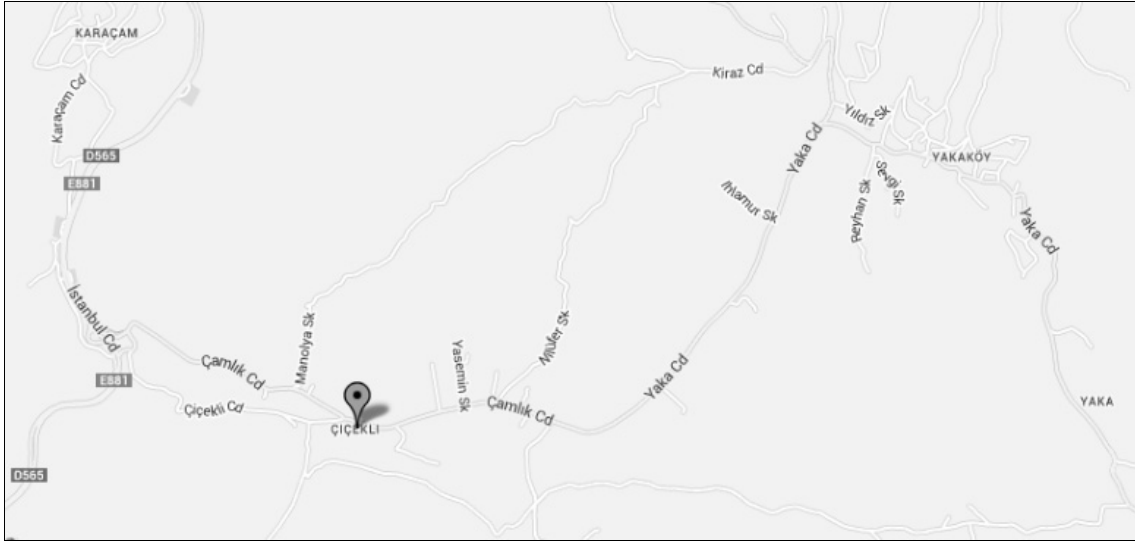 KARAÇAM
Kiraz Cd
Karaçam Cd
Yıldız Sk
Yaka Cd
D565
YAKAKÖY
E881
Sevgi Sk
Ihlamur Sk
Reyhan Sk
Yaka Cd
İstanbul Cd
Manolya Sk
Nilüfer Sk
Yasemin Sk
Çamlık Cd
E881
Yaka Cd
YAKA
Çiçekli Cd
Çamlık Cd
ÇİÇEKLİ
D565